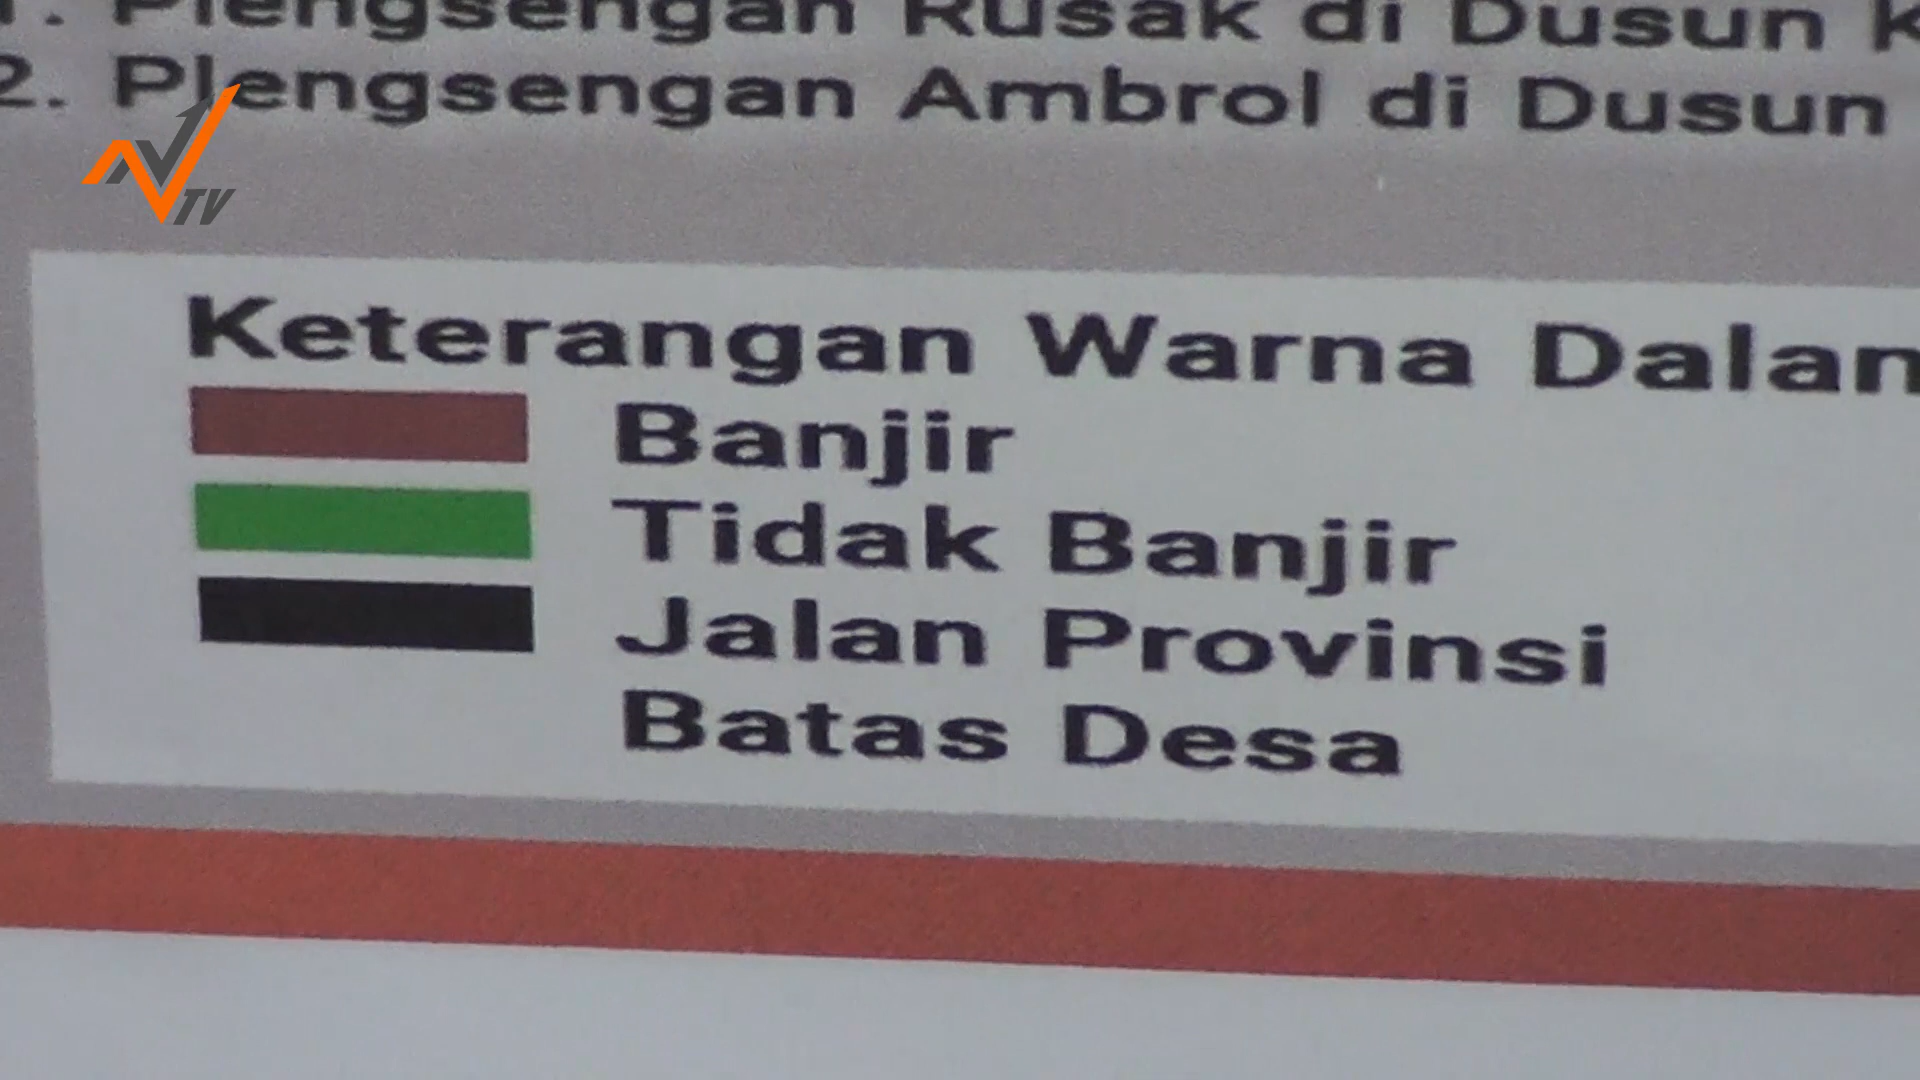 1. Plengsengan Rusak di Dusun
2. Plengsengan Ambrol di Dusun
TV
Keterangan Warna
Banjir
Tidak Banjir
Jalan Provinsi
Batas Desa